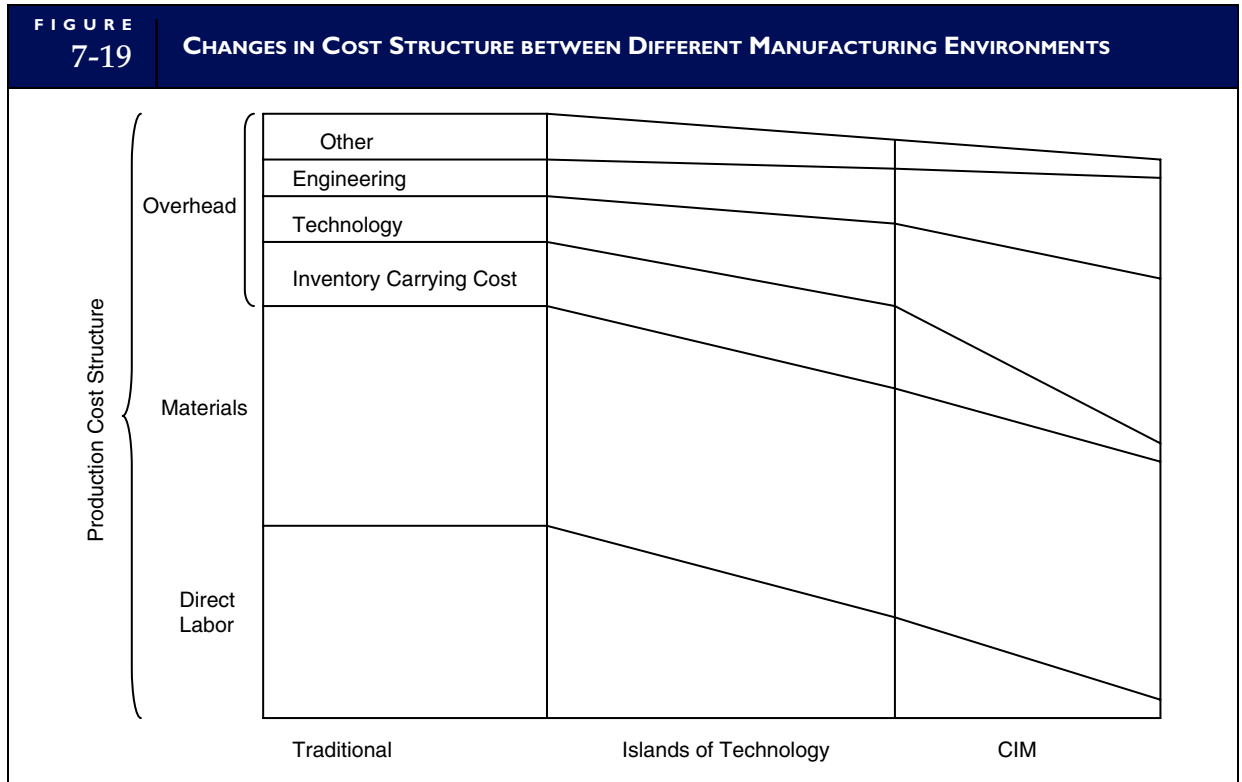 FIGURE
7-19
CHANGES IN COST STRUCTURE BETWEEN DIFFERENT MANUFACTURING ENVIRONMENTS
Other
Engineering
Overhead
Technology
Inventory Carrying Cost
Production Cost Structure
Materials
Direct
Labor
Traditional
Islands of Technology
CIM